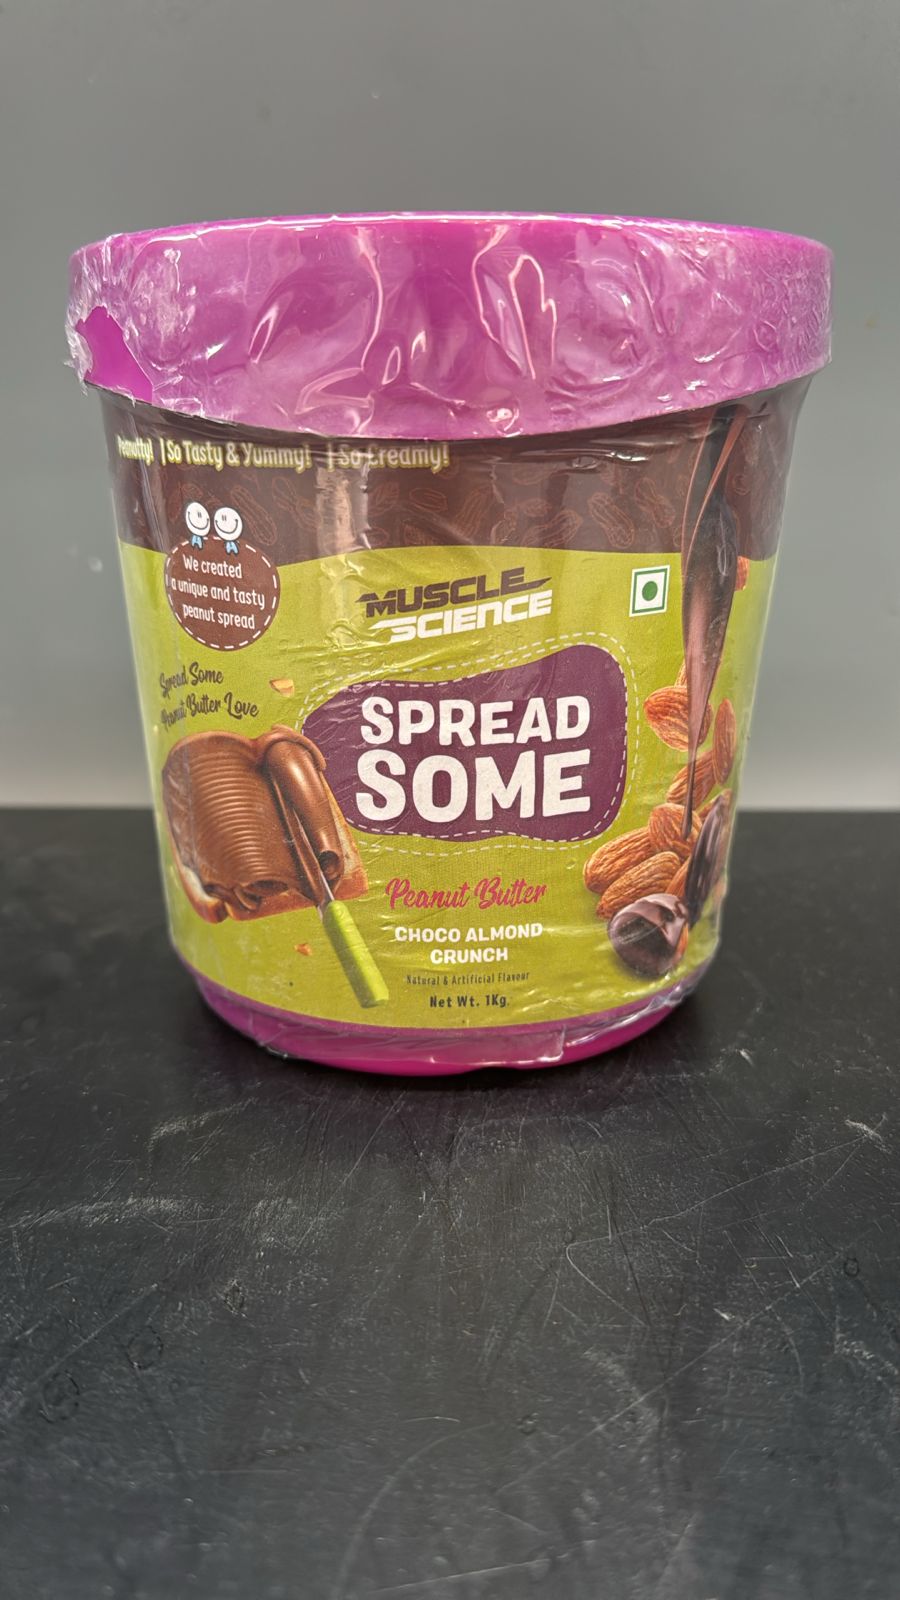 Peanutty! | So Tasty & Yummy! | So Creamy!
We created
a unique and tasty
peanut spread
MUSCLE
SCIENCE
Spread Some
Peanut Butter Love
SPREAD
SOME
Peanut Butter
CHOCO ALMOND
CRUNCH
Natural & Artificial Flavour
Net Wt. 1Kg.